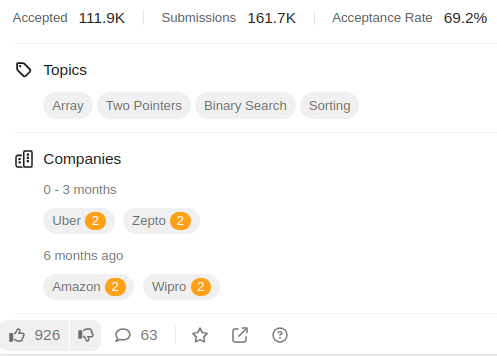 Accepted 111.9K Submissions 161.7K Acceptance Rate 69.2%
Topics
Array Two Pointers Binary Search Sorting
Companies
0 - 3 months
Uber 2 Zepto 2
6 months ago
Amazon 2 Wipro 2
926 63